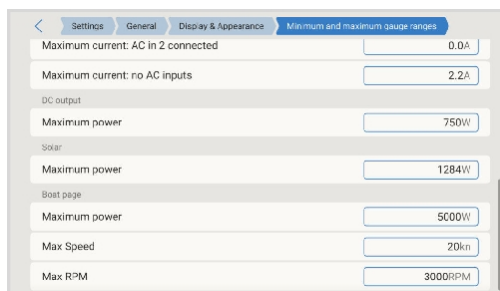 Settings General Display & Appearance Minimum and maximum gauge ranges
Maximum current: AC in 2 connected 0.0A
Maximum current: no AC inputs 2.2A
DC output
Maximum power 750W
Solar
Maximum power 1284W
Boat page
Maximum power 5000W
Max Speed 20kn
Max RPM 3000RPM